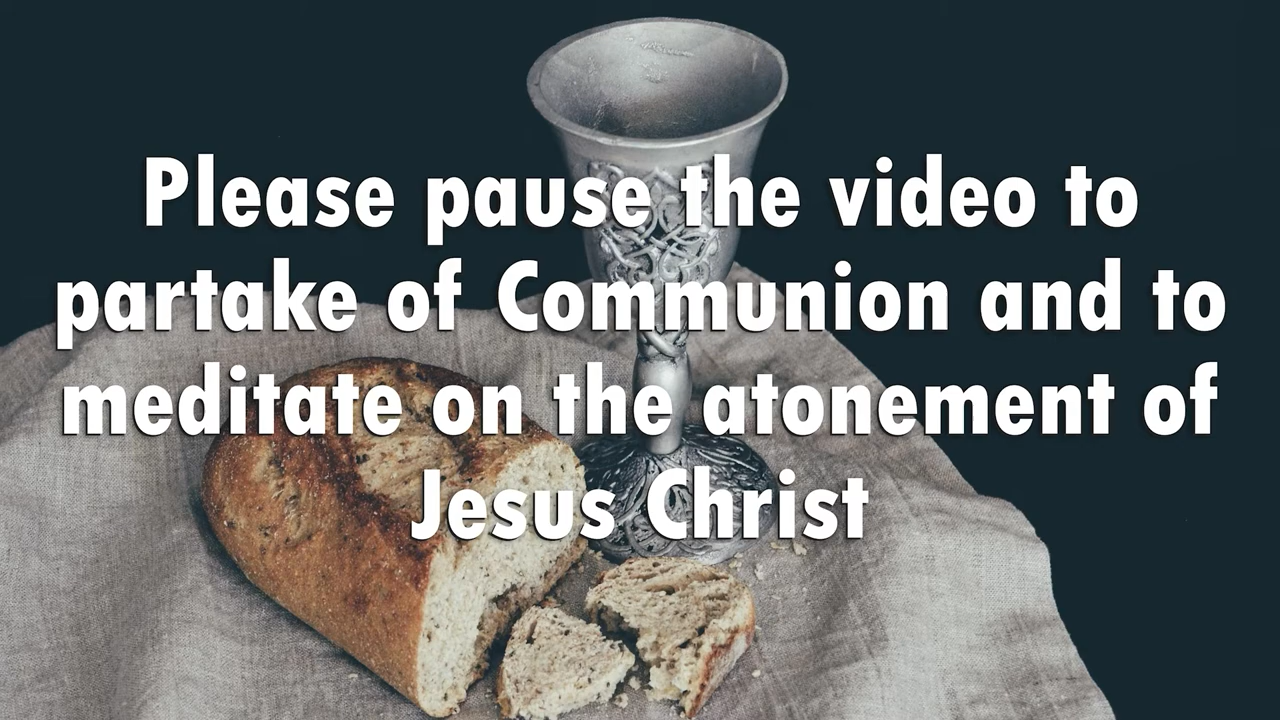 Please pause the video to
partake of Communion and to
meditate on the atonement of
Jesus Christ